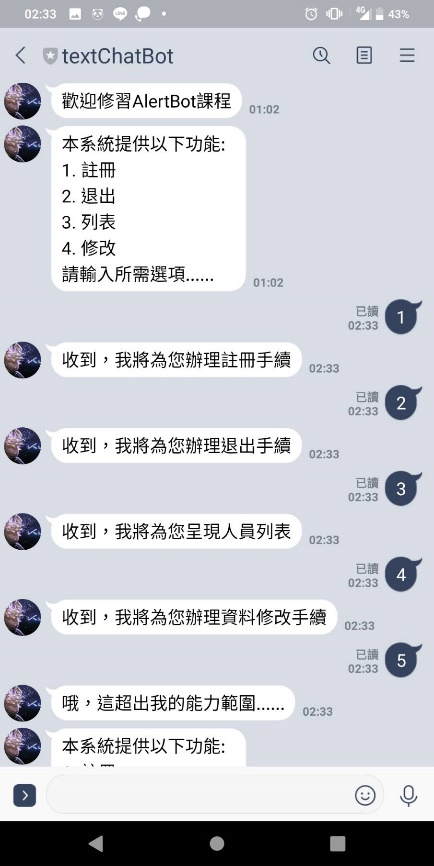 02:33 LINE 4G 43%
textChatBot
歡迎修習AlertBot課程
01:02
本系統提供以下功能:
1. 註冊
2. 退出
3. 列表
4. 修改
請輸入所需選項......
01:02
已讀
02:33
1
收到，我將為您辦理註冊手續
02:33
已讀
02:33
2
收到，我將為您辦理退出手續
02:33
已讀
02:33
3
收到，我將為您呈現人員列表
02:33
已讀
02:33
4
收到，我將為您辦理資料修改手續
02:33
已讀
02:33
5
哦，這超出我的能力範圍......
02:33
本系統提供以下功能: